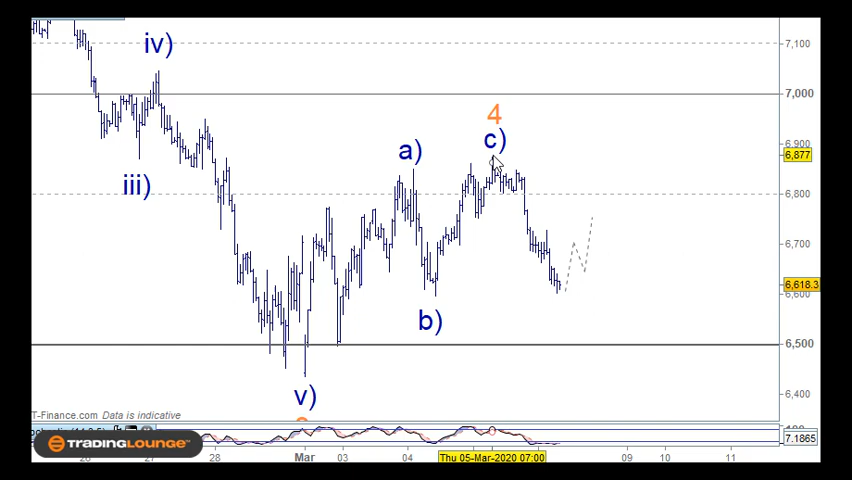 7,100
iv)
7,000
4
6,900
c)
a)
6,877
iii)
6,800
6,700
6,618.3
6,600
b)
6,500
v)
6,400
T-Finance.com Data is indicative
TRADINGLOUNGE
7.1865
26 27 28 Mar 03 04 Thu 05-Mar-2020 07:00 09 10 11